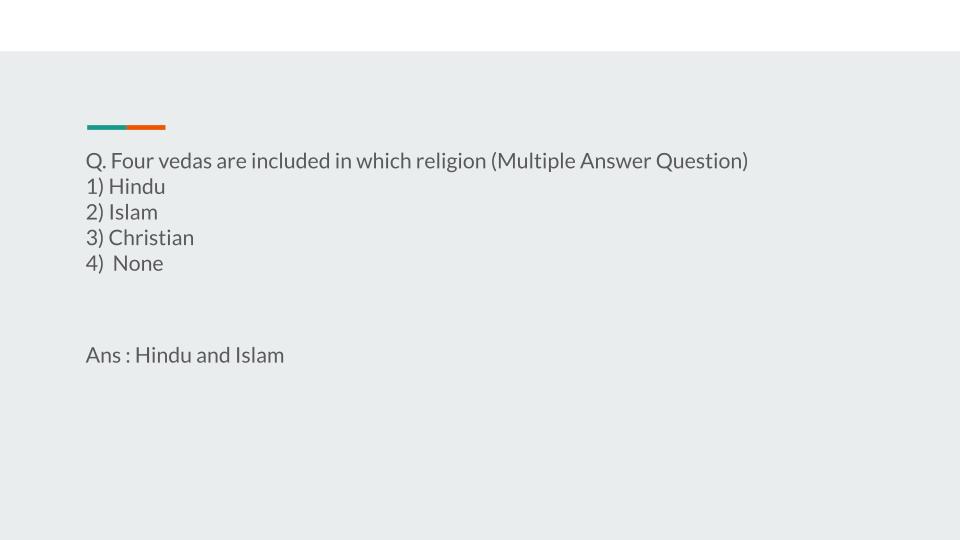 Q. Four vedas are included in which religion (Multiple Answer Question)
1) Hindu
2) Islam
3) Christian
4)  None
Ans : Hindu and Islam